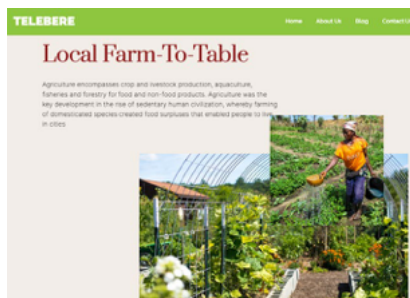 TELEBERE
Home About Us Blog Contact Us
Local Farm-To-Table
Agriculture encompasses crop and livestock production, aquaculture,
fisheries and forestry for food and non-food products. Agriculture was the
key development in the rise of sedentary human civilization, whereby farming
of domesticated species created food surpluses that enabled people to live
in cities